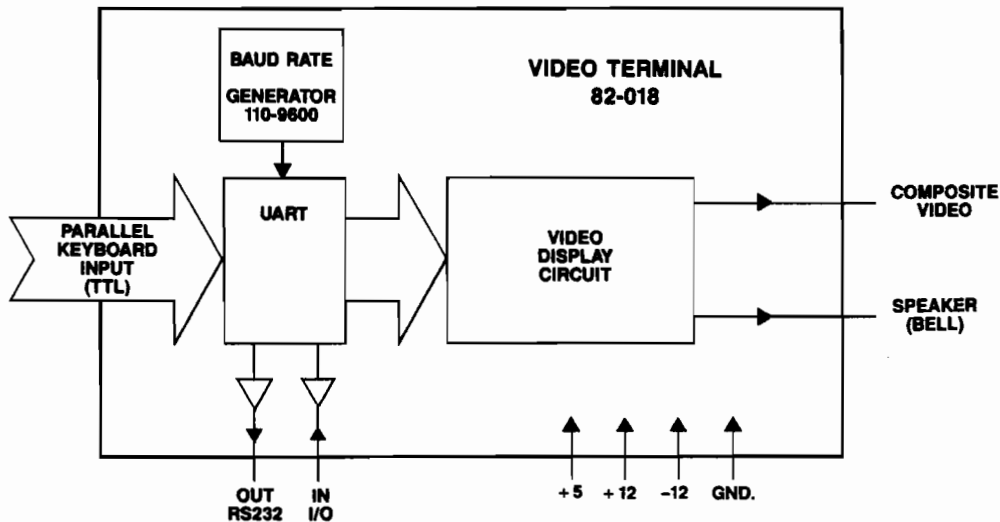 BAUD RATE
GENERATOR
110-9600
VIDEO TERMINAL
82-018
PARALLEL
KEYBOARD
INPUT
(TTL)
UART
VIDEO
DISPLAY
CIRCUIT
COMPOSITE
VIDEO
SPEAKER
(BELL)
OUT
RS232
IN
I/O
+5
+12
-12
GND.